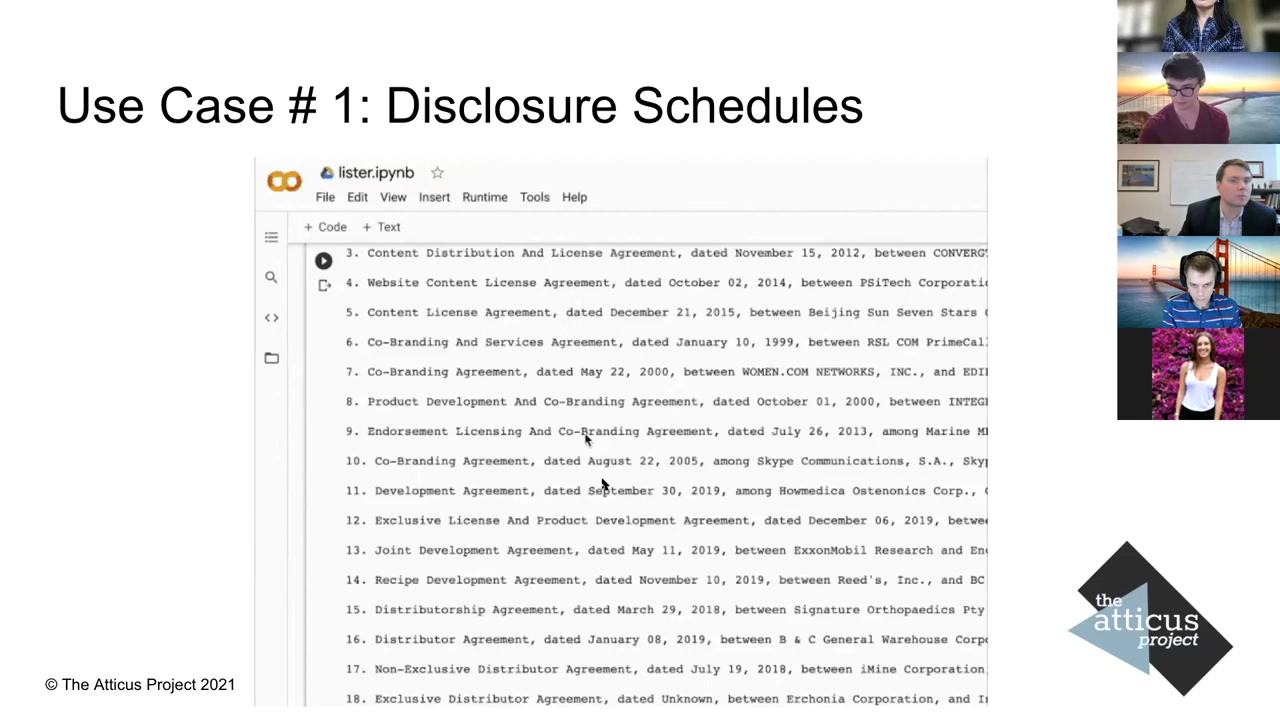 Use Case # 1: Disclosure Schedules
lister.ipynb
File Edit View Insert Runtime Tools Help
+ Code + Text
3. Content Distribution And License Agreement, dated November 15, 2012, between CONVERG
4. Website Content License Agreement, dated October 02, 2014, between PSiTech Corporatio
5. Content License Agreement, dated December 21, 2015, between Beijing Sun Seven Stars
6. Co-Branding And Services Agreement, dated January 10, 1999, between RSL COM PrimeCal
7. Co-Branding Agreement, dated May 22, 2000, between WOMEN.COM NETWORKS, INC., and EDI
8. Product Development And Co-Branding Agreement, dated October 01, 2000, between INTEG
9. Endorsement Licensing And Co-Branding Agreement, dated July 26, 2013, among Marine M
10. Co-Branding Agreement, dated August 22, 2005, among Skype Communications, S.A., Sky
11. Development Agreement, dated September 30, 2019, among Howmedica Ostenonics Corp.,
12. Exclusive License And Product Development Agreement, dated December 06, 2019, betwe
13. Joint Development Agreement, dated May 11, 2019, between ExxonMobil Research and En
14. Recipe Development Agreement, dated November 10, 2019, between Reed's, Inc., and BC
15. Distributorship Agreement, dated March 29, 2018, between Signature Orthopaedics Pty
16. Distributor Agreement, dated January 08, 2019, between B & C General Warehouse Corp
17. Non-Exclusive Distributor Agreement, dated July 19, 2018, between iMine Corporation,
18. Exclusive Distributor Agreement, dated Unknown, between Erchonia Corporation, and I
the
atticus
project
© The Atticus Project 2021